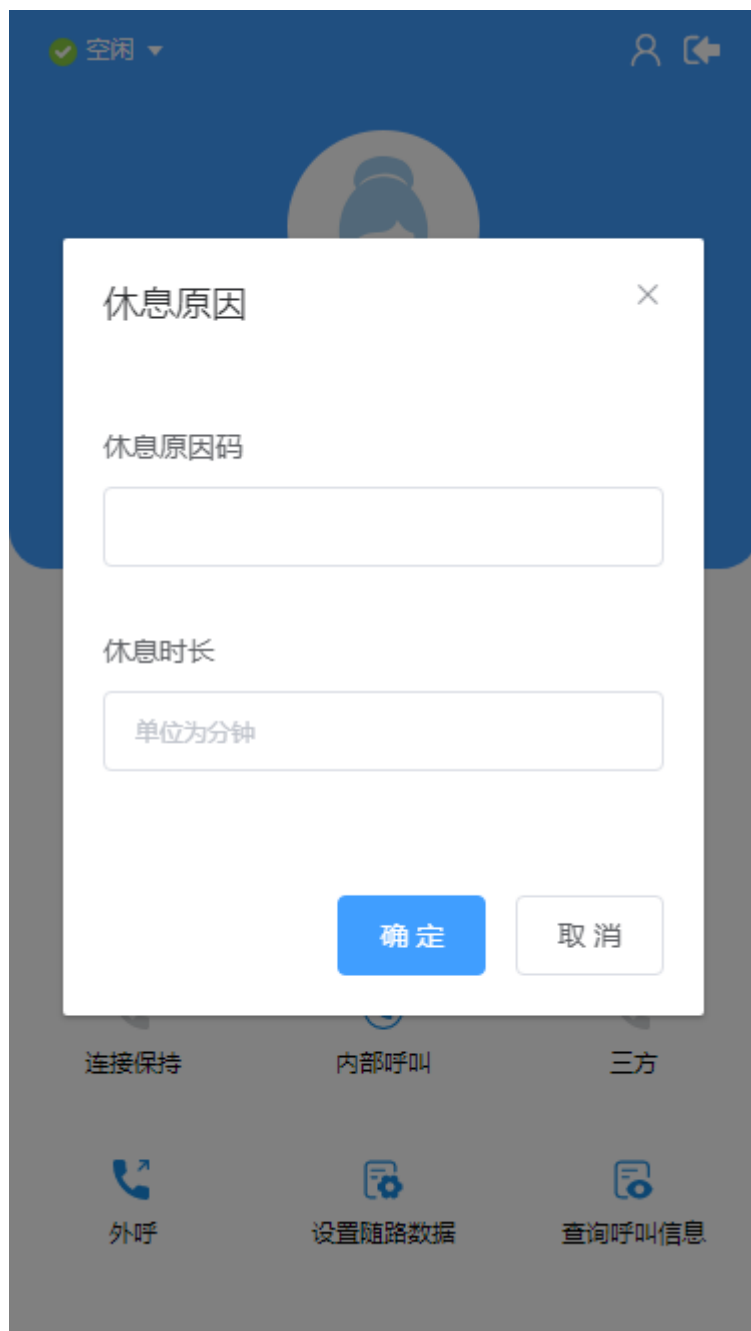 空闲
休息原因
休息原因码
休息时长
单位为分钟
确定 取消
连接保持 内部呼叫 三方
外呼 设置随路数据 查询呼叫信息